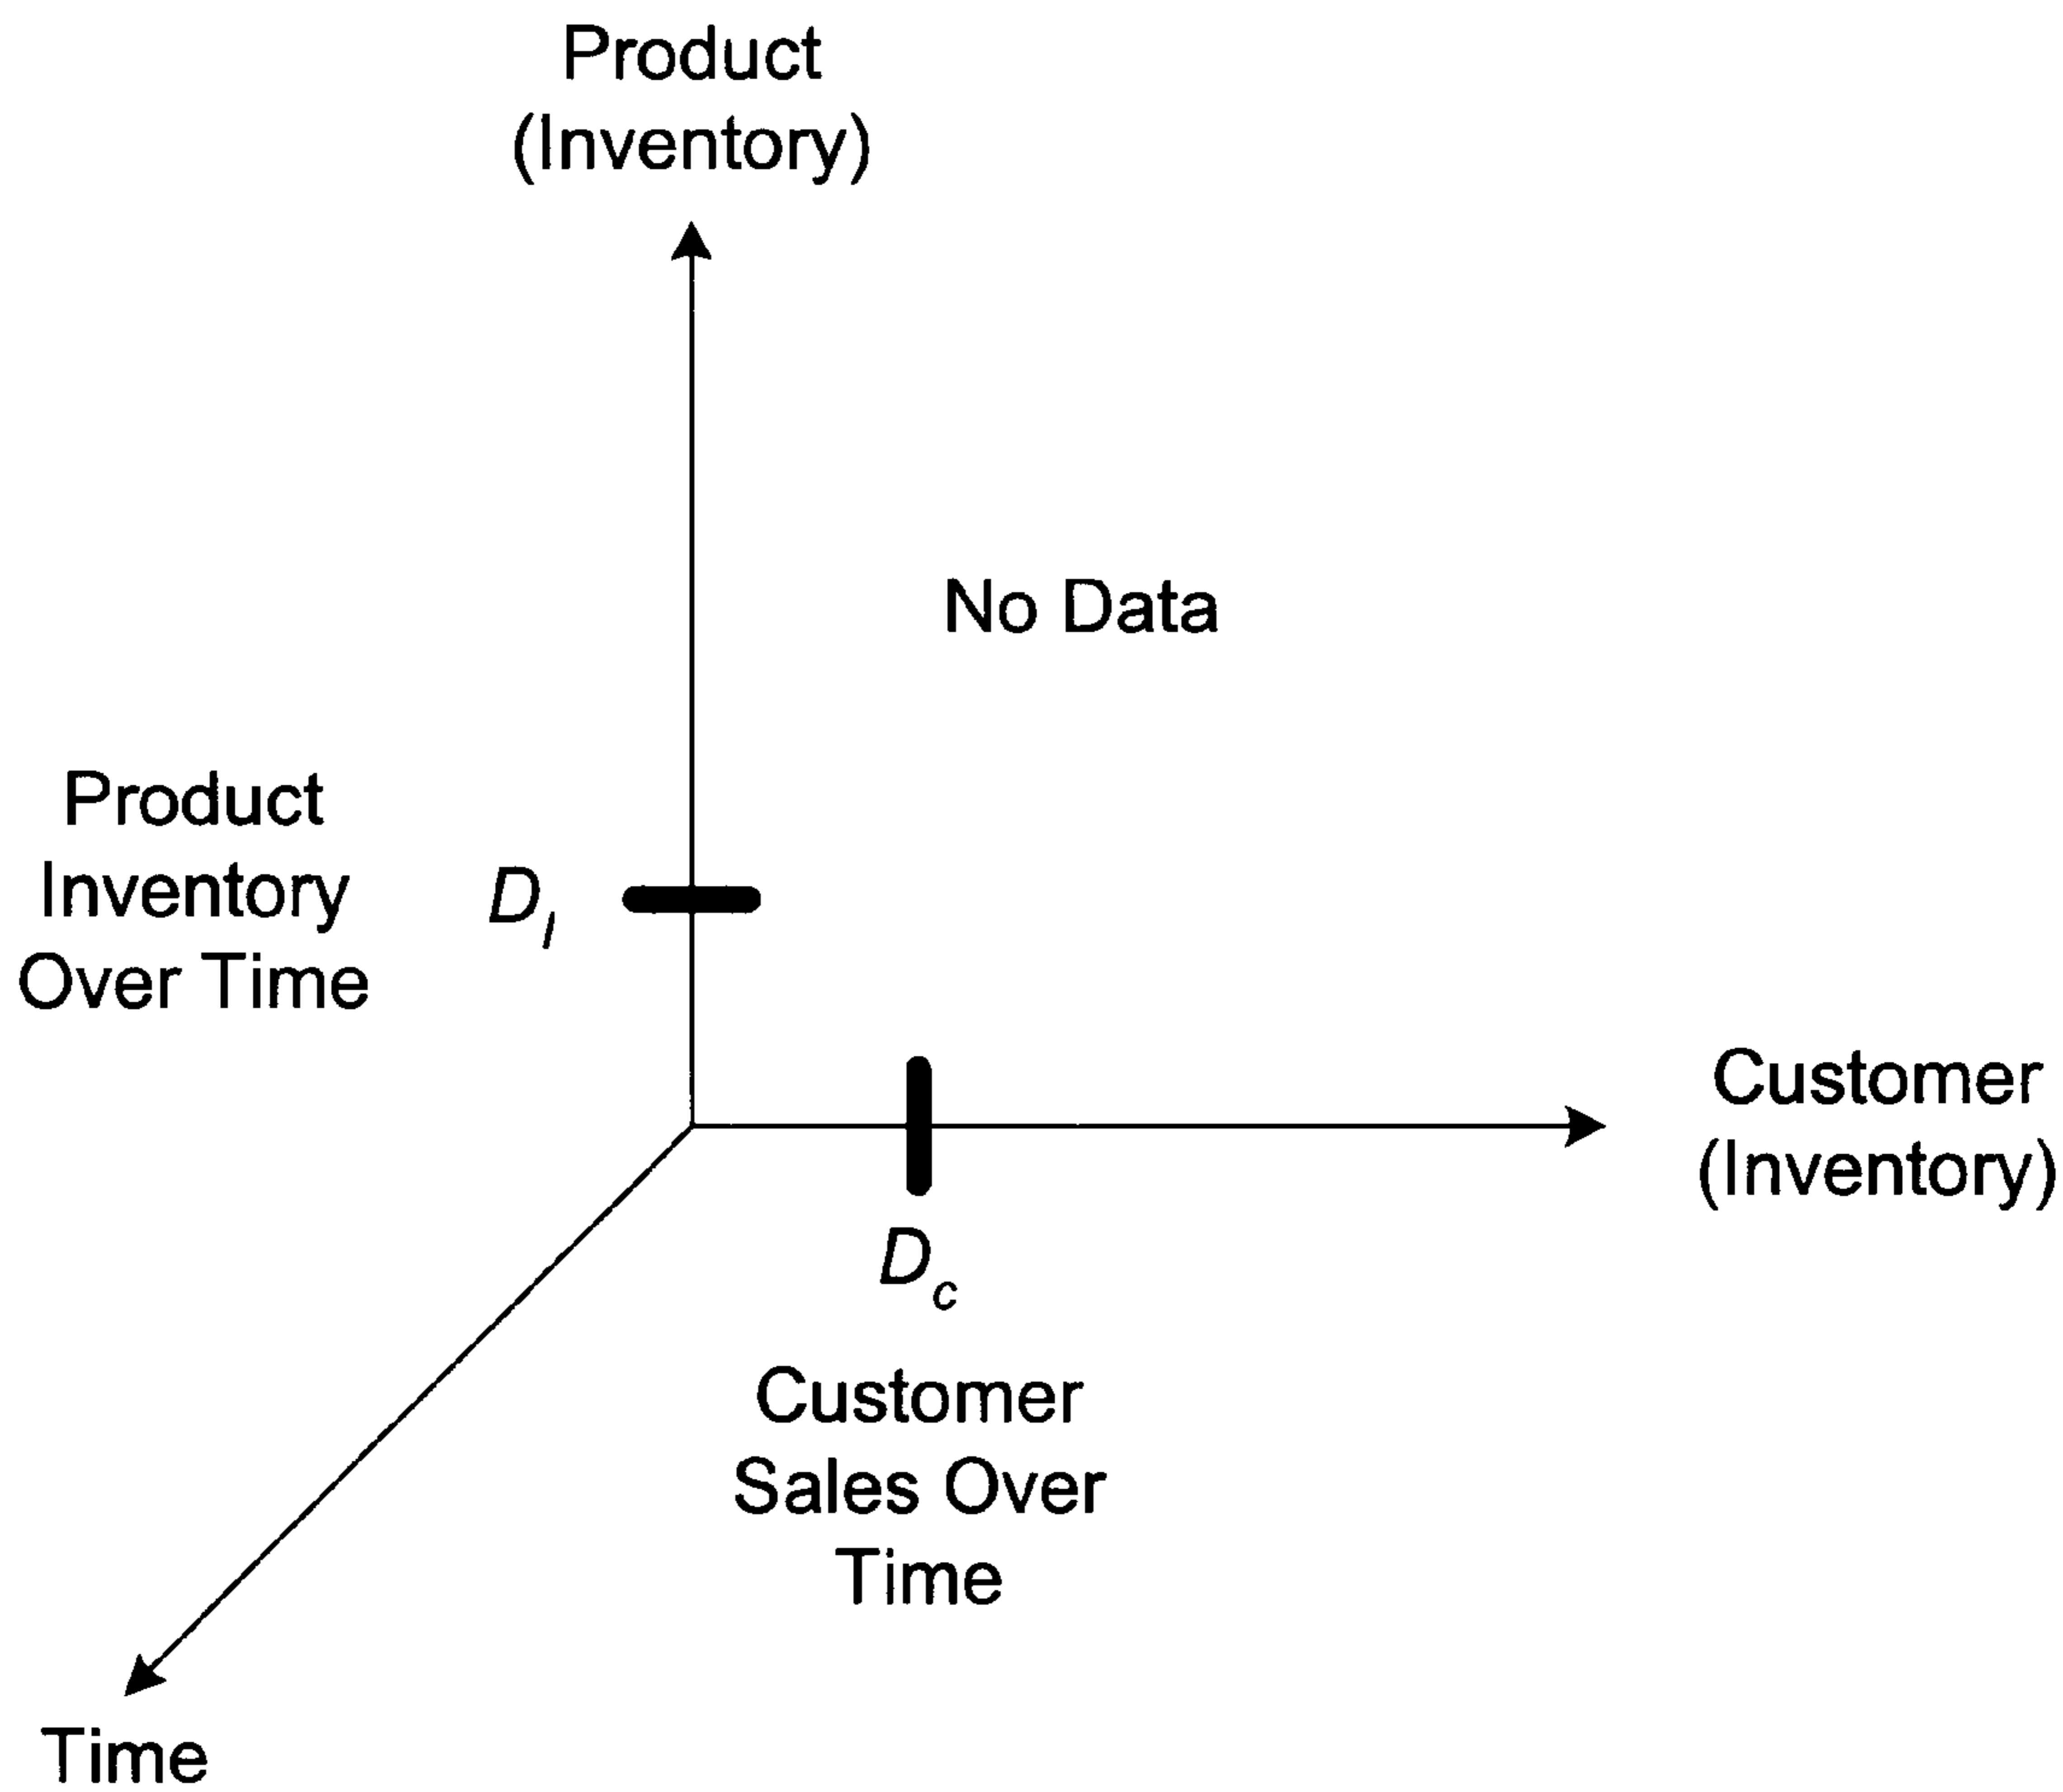 Product
(Inventory)
No Data
Product
Inventory
Over Time
D_I
Customer
(Inventory)
D_c
Customer
Sales Over
Time
Time